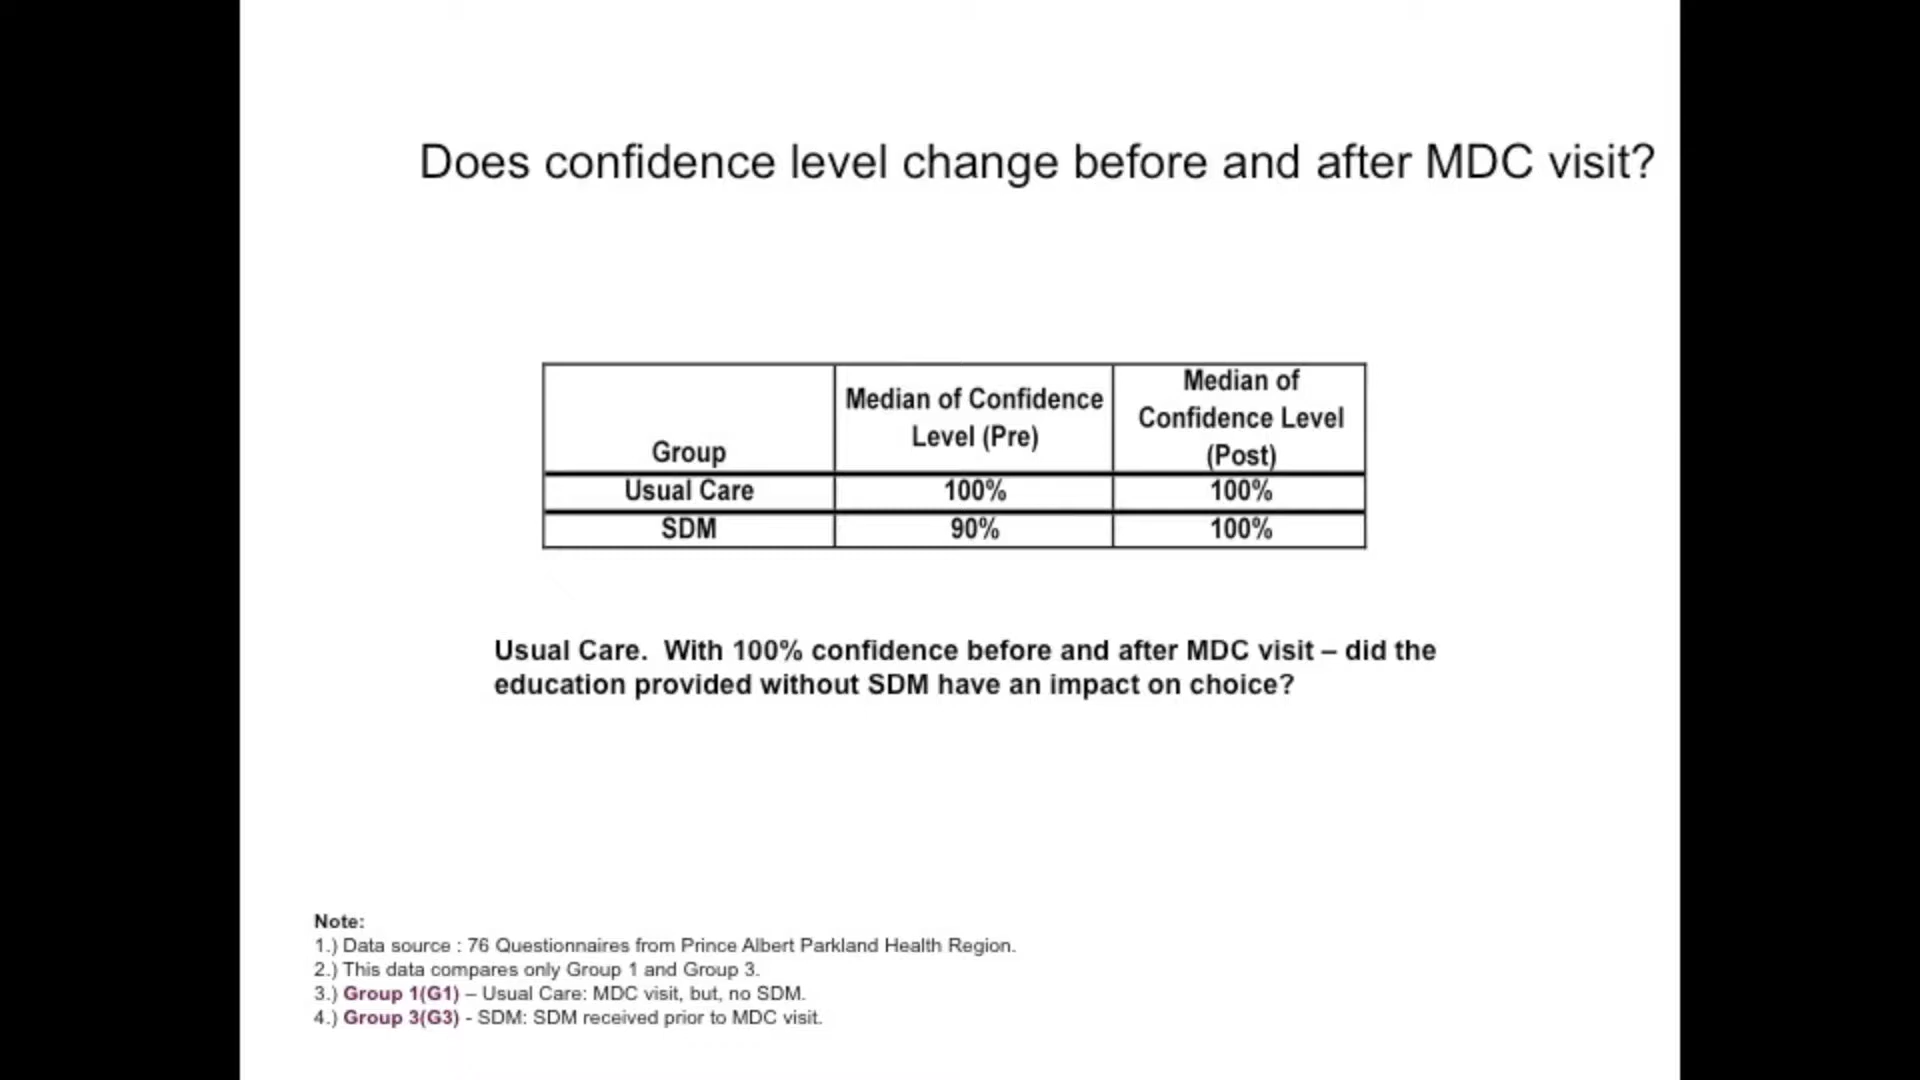 Does confidence level change before and after MDC visit?
Group
Median of Confidence
Level (Pre)
Median of
Confidence Level
(Post)
Usual Care 100% 100%
SDM 90% 100%
Usual Care. With 100% confidence before and after MDC visit – did the
education provided without SDM have an impact on choice?
Note:
1.) Data source : 76 Questionnaires from Prince Albert Parkland Health Region.
2.) This data compares only Group 1 and Group 3.
3.) Group 1(G1) – Usual Care: MDC visit, but, no SDM.
4.) Group 3(G3) - SDM: SDM received prior to MDC visit.